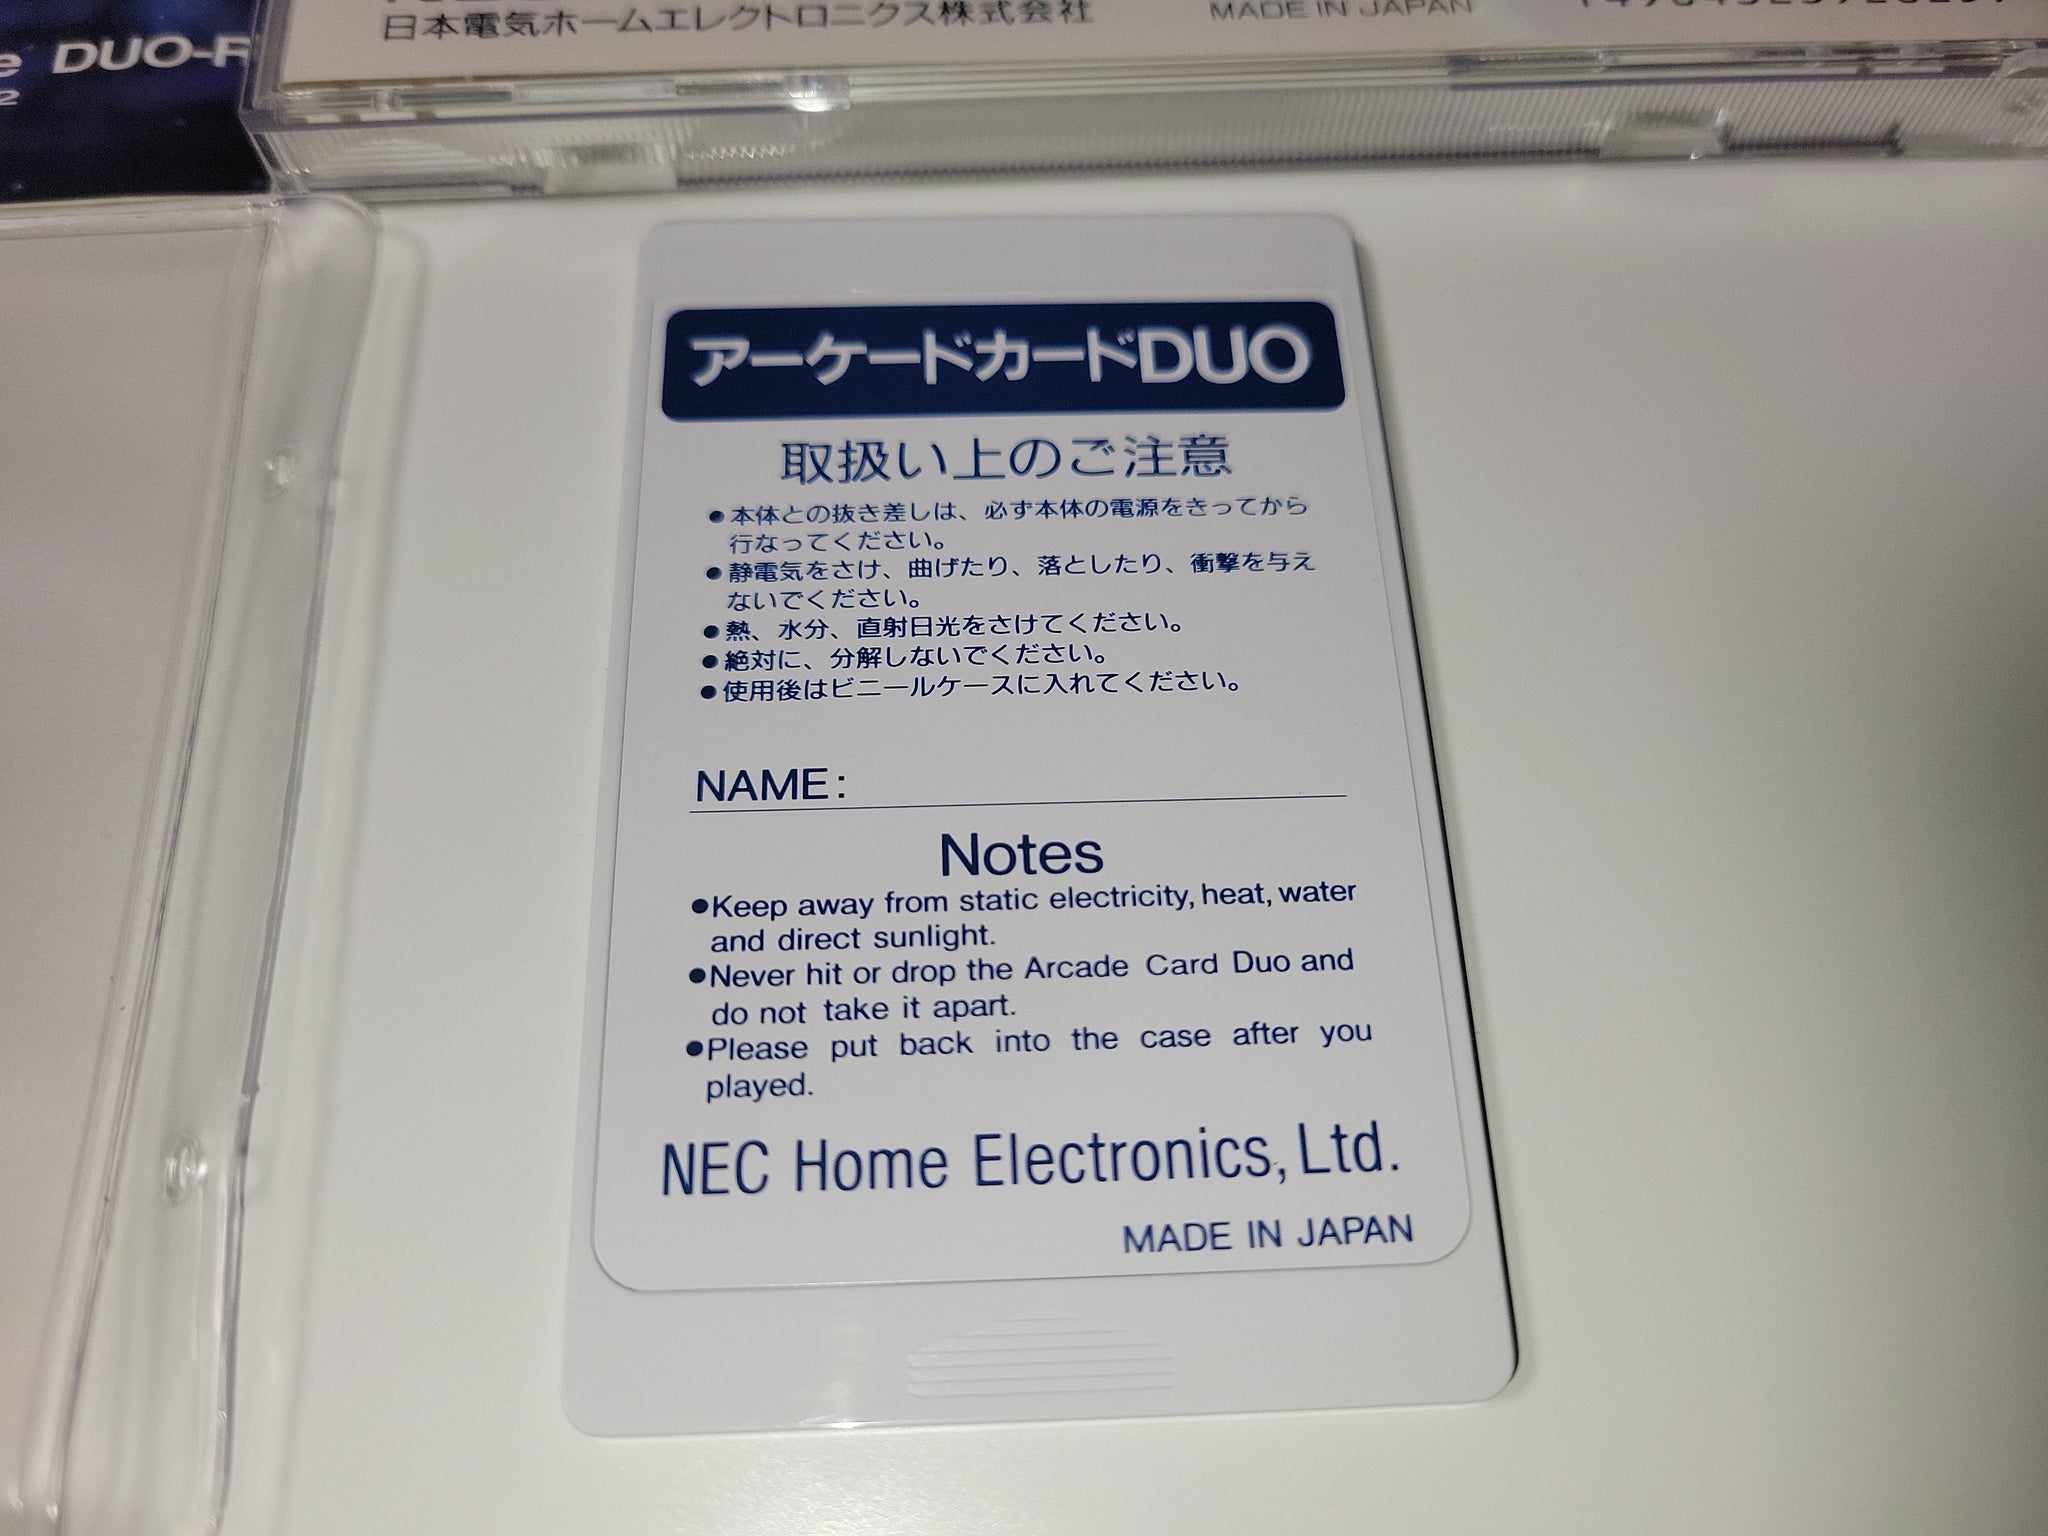 DUO-R
2
日本電気ホームエレクトロニクス株式会社
MADE IN JAPAN
アーケードカードDUO
取扱い上のご注意
●本体との抜き差しは、必ず本体の電源をきってから
行なってください。
●静電気をさけ、曲げたり、落としたり、衝撃を与え
ないでください。
●熱、水分、直射日光をさけてください。
●絶対に、分解しないでください。
●使用後はビニールケースに入れてください。
NAME:
Notes
●Keep away from static electricity, heat, water
and direct sunlight.
●Never hit or drop the Arcade Card Duo and
do not take it apart.
●Please put back into the case after you
played.
NEC Home Electronics, Ltd.
MADE IN JAPAN